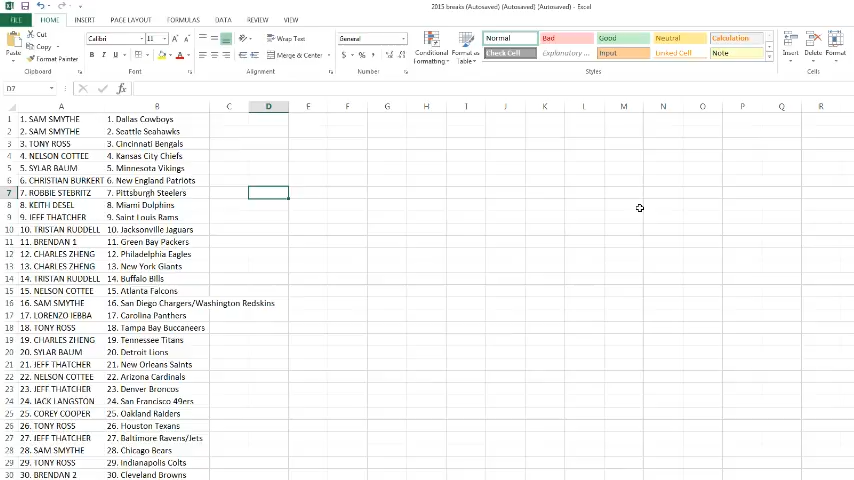 2015 breaks (Autosaved) (Autosaved) (Autosaved) - Excel
FILE HOME INSERT PAGE LAYOUT FORMULAS DATA REVIEW VIEW
Cut
Copy
Format Painter
Paste
Clipboard
Calibri 11
B I U
Font
Wrap Text
Merge & Center
Alignment
General
$ % ,
Number
Conditional Formatting
Format as Table
Normal Bad Good Neutral Calculation
Check Cell Explanatory ... Input Linked Cell Note
Styles
Insert Delete Format
Cells
D7
fx
A B C D E F G H I J K L M N O P Q R
1 1. SAM SMYTHE 1. Dallas Cowboys
2 2. SAM SMYTHE 2. Seattle Seahawks
3 3. TONY ROSS 3. Cincinnati Bengals
4 4. NELSON COTTEE 4. Kansas City Chiefs
5 5. SYLAR BAUM 5. Minnesota Vikings
6 6. CHRISTIAN BURKERT 6. New England Patriots
7 7. ROBBIE STEBRITZ 7. Pittsburgh Steelers
8 8. KEITH DESEL 8. Miami Dolphins
9 9. JEFF THATCHER 9. Saint Louis Rams
10 10. TRISTAN RUDDELL 10. Jacksonville Jaguars
11 11. BRENDAN 1 11. Green Bay Packers
12 12. CHARLES ZHENG 12. Philadelphia Eagles
13 13. CHARLES ZHENG 13. New York Giants
14 14. TRISTAN RUDDELL 14. Buffalo Bills
15 15. NELSON COTTEE 15. Atlanta Falcons
16 16. SAM SMYTHE 16. San Diego Chargers/Washington Redskins
17 17. LORENZO IEBBA 17. Carolina Panthers
18 18. TONY ROSS 18. Tampa Bay Buccaneers
19 19. CHARLES ZHENG 19. Tennessee Titans
20 20. SYLAR BAUM 20. Detroit Lions
21 21. JEFF THATCHER 21. New Orleans Saints
22 22. NELSON COTTEE 22. Arizona Cardinals
23 23. JEFF THATCHER 23. Denver Broncos
24 24. JACK LANGSTON 24. San Francisco 49ers
25 25. COREY COOPER 25. Oakland Raiders
26 26. TONY ROSS 26. Houston Texans
27 27. JEFF THATCHER 27. Baltimore Ravens/Jets
28 28. SAM SMYTHE 28. Chicago Bears
29 29. TONY ROSS 29. Indianapolis Colts
30 30. BRENDAN 2 30. Cleveland Browns